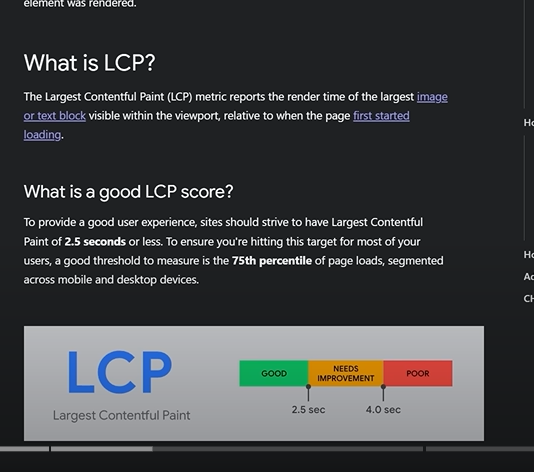 element was rendered.
What is LCP?
The Largest Contentful Paint (LCP) metric reports the render time of the largest image
or text block visible within the viewport, relative to when the page first started
loading.
What is a good LCP score?
To provide a good user experience, sites should strive to have Largest Contentful
Paint of 2.5 seconds or less. To ensure you're hitting this target for most of your
users, a good threshold to measure is the 75th percentile of page loads, segmented
across mobile and desktop devices.
LCP
Largest Contentful Paint
GOOD
NEEDS
IMPROVEMENT
POOR
2.5 sec
4.0 sec